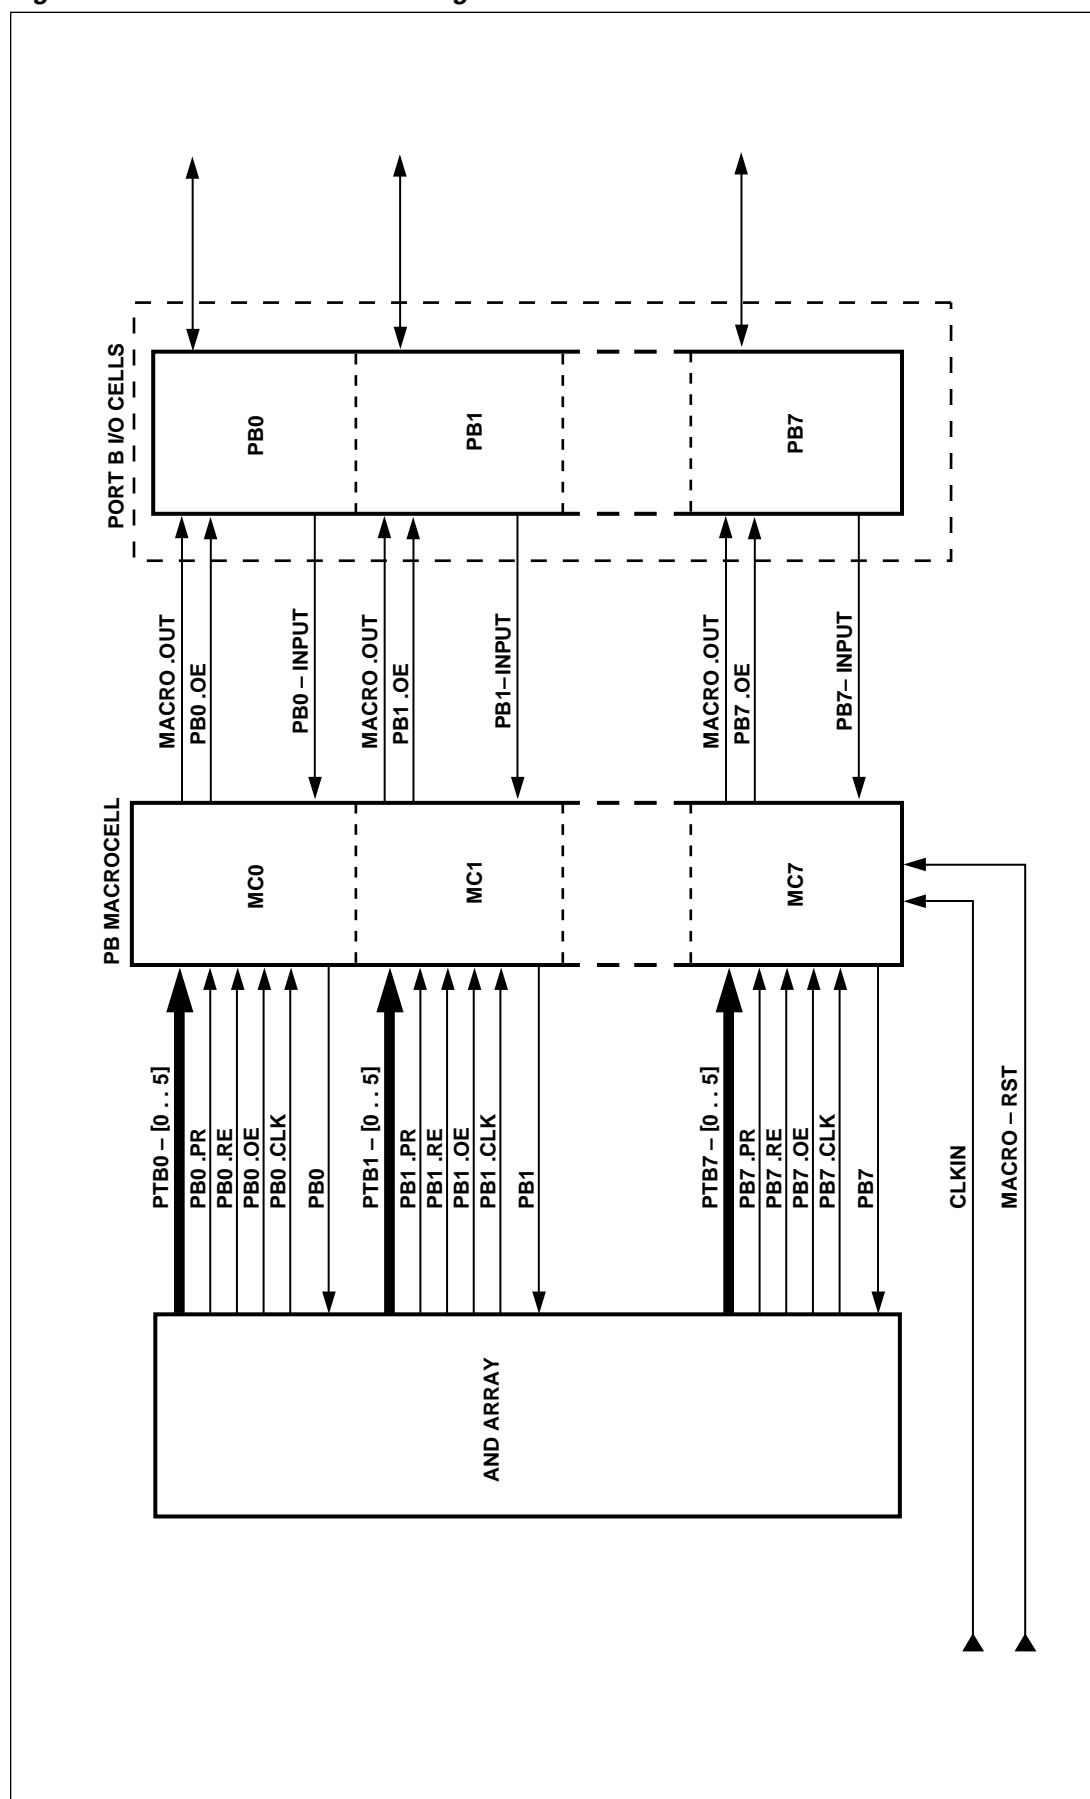 PORT B I/O CELLS
PB0
PB1
PB7
MACRO .OUT
PB0 .OE
PB0 – INPUT
MACRO .OUT
PB1 .OE
PB1– INPUT
MACRO .OUT
PB7 .OE
PB7– INPUT
PB MACROCELL
MC0
MC1
MC7
PTB0 – [0 . . 5]
PB0 .PR
PB0 .RE
PB0 .OE
PB0 .CLK
PB0
PTB1 – [0 . . 5]
PB1 .PR
PB1 .RE
PB1 .OE
PB1 .CLK
PB1
PTB7 – [0 . . 5]
PB7 .PR
PB7 .RE
PB7 .OE
PB7 .CLK
PB7
CLKIN
MACRO – RST
AND ARRAY